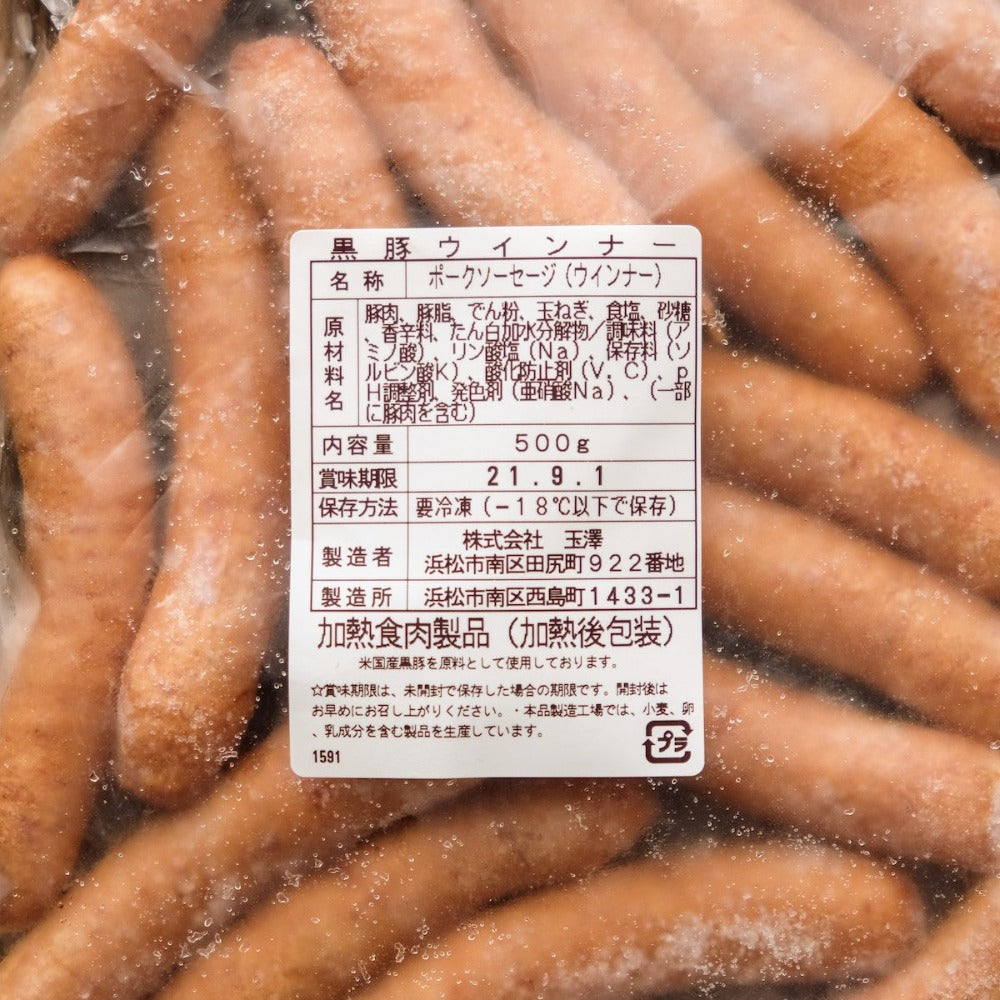 黒豚ウインナー
名称 ポークソーセージ（ウインナー）
原材料名
豚肉、豚脂、でん粉、玉ねぎ、食塩、砂糖
、香辛料、たん白加水分解物／調味料（ア
ミノ酸）、リン酸塩（Ｎａ）、保存料（ソ
ルビン酸Ｋ）、酸化防止剤（Ｖ．Ｃ）、ｐ
Ｈ調整剤、発色剤（亜硝酸Ｎａ）、（一部
に豚肉を含む）
内容量 ５００ｇ
賞味期限 21.9.1
保存方法 要冷凍（－１８℃以下で保存）
製造者 株式会社　玉澤
浜松市南区田尻町９２２番地
製造所 浜松市南区西島町1433-1
加熱食肉製品（加熱後包装）
米国産黒豚を原料として使用しております。
☆賞味期限は、未開封で保存した場合の期限です。開封後は
お早めにお召し上がりください。・本品製造工場では、小麦、卵
、乳成分を含む製品を生産しています。
プラ
1591